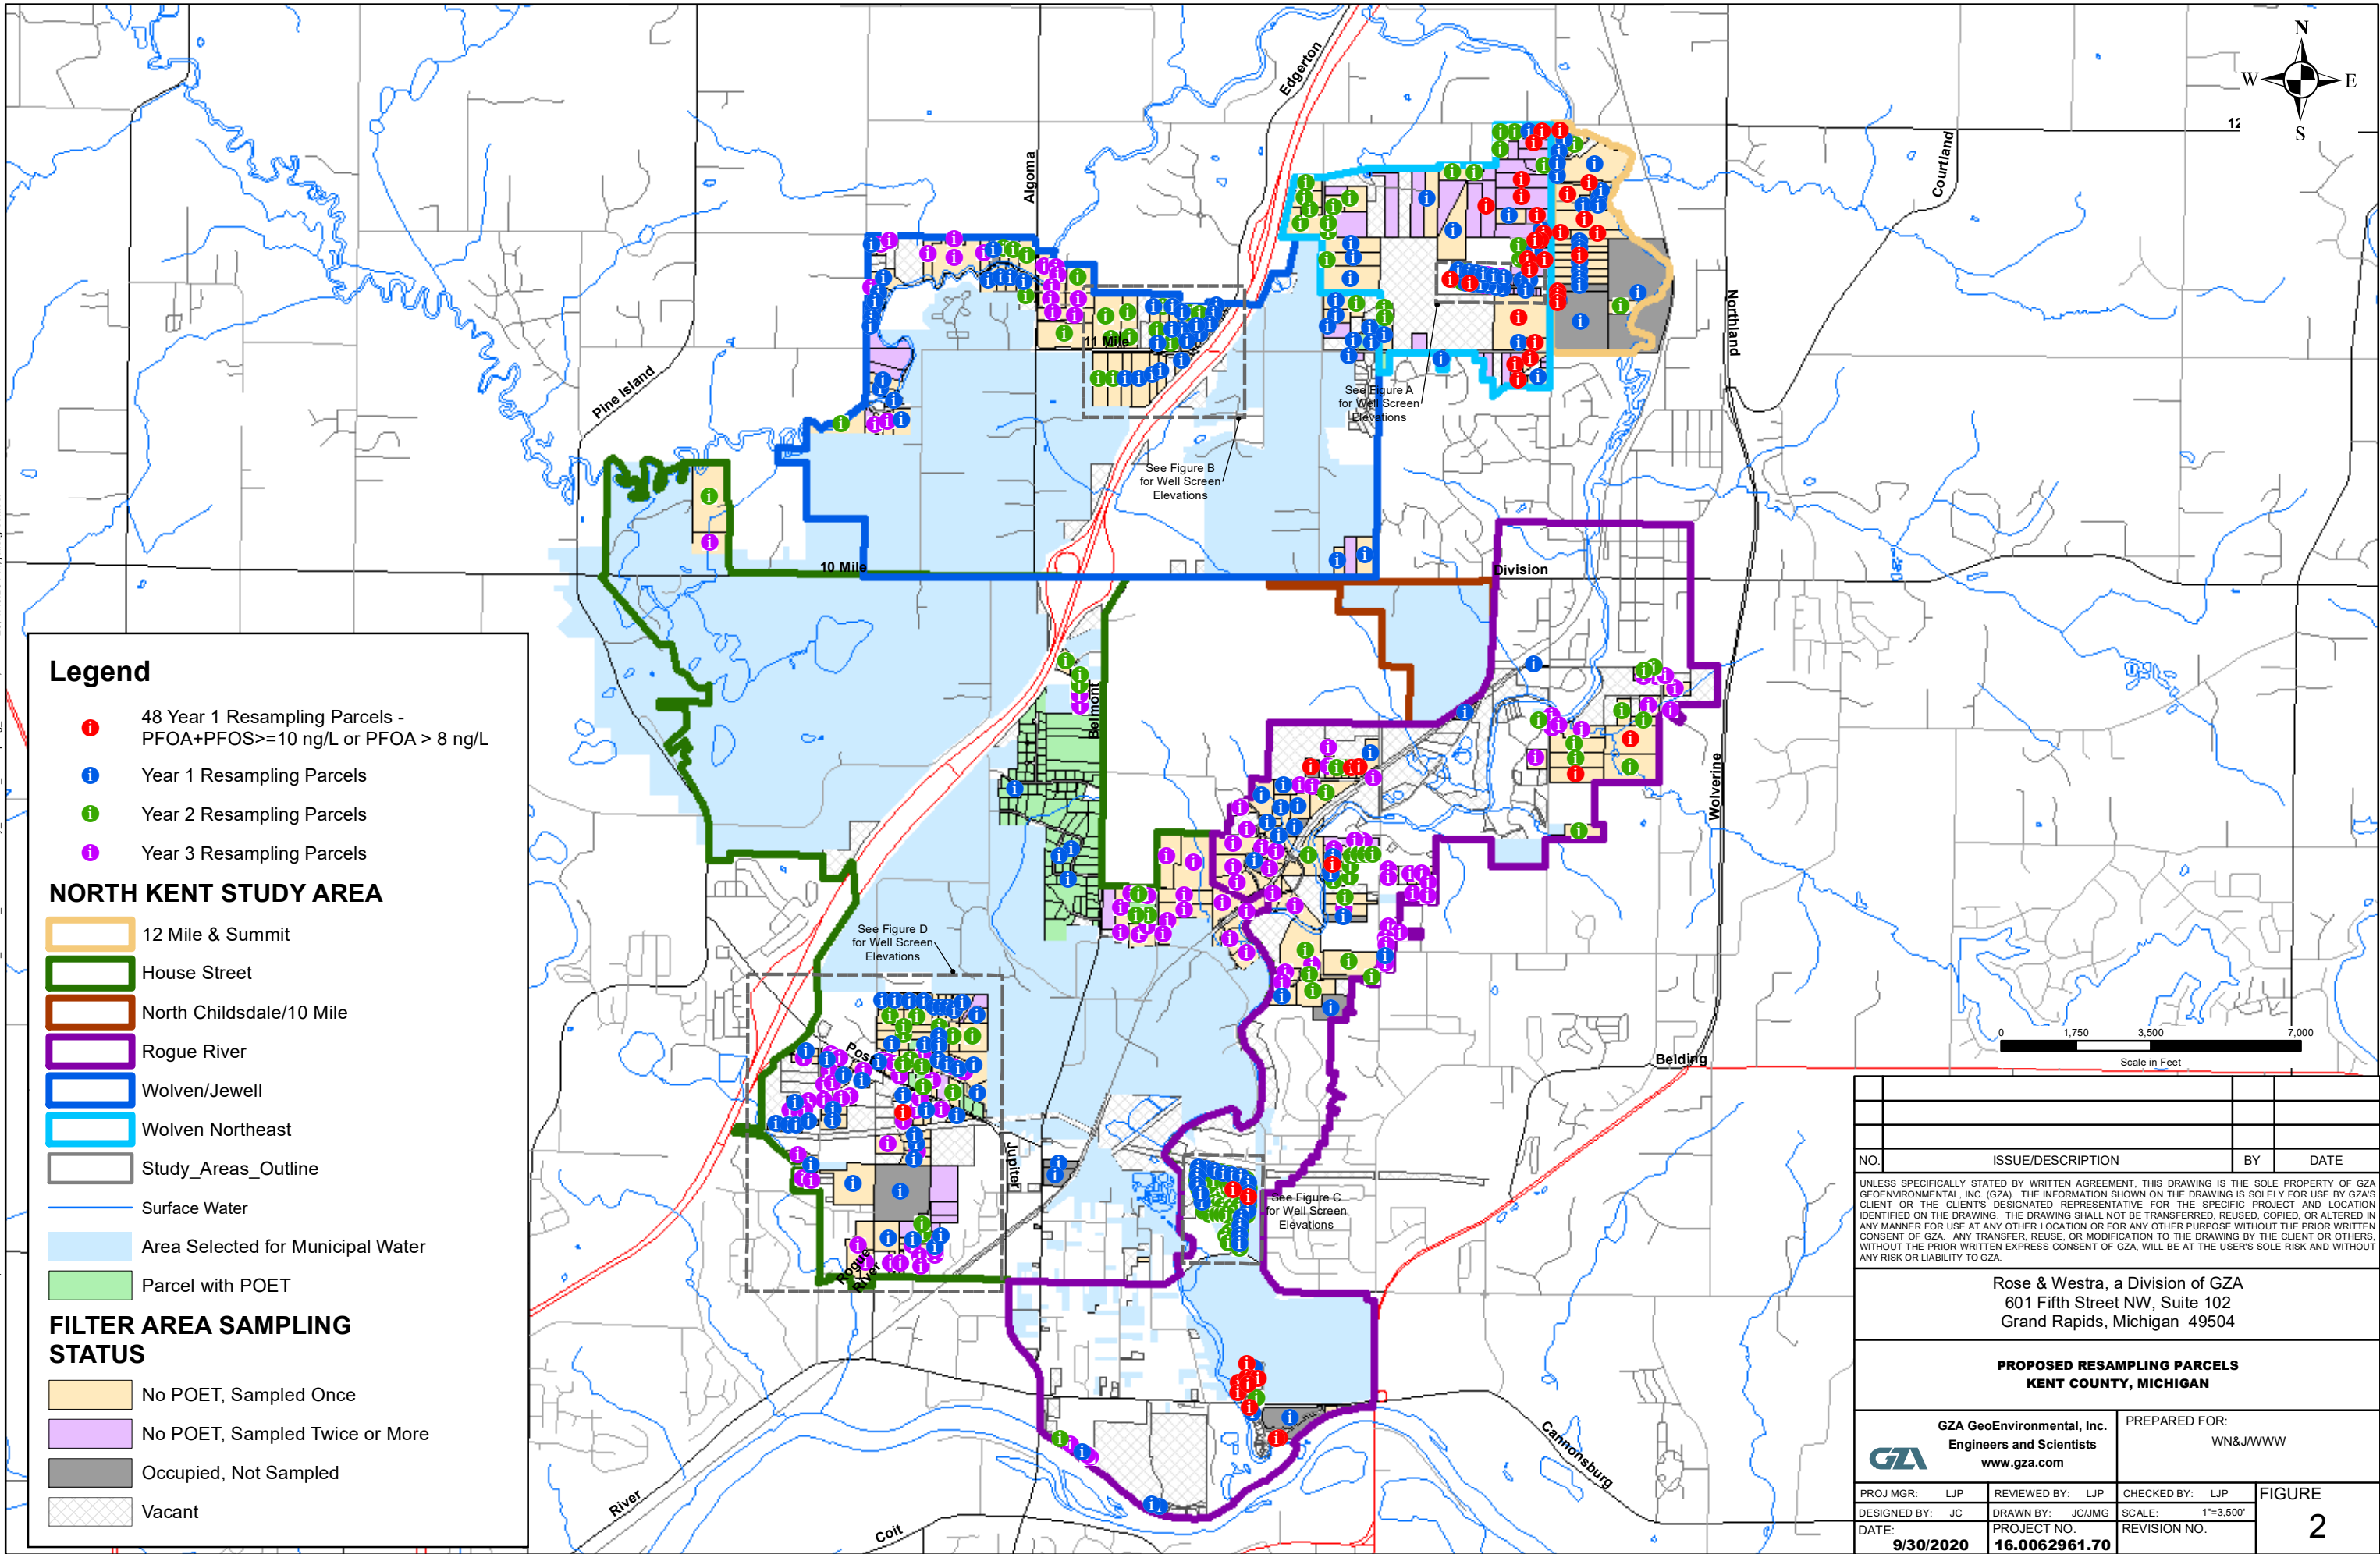 N
W
E
S
Edgerton
12
Courtland
Algoma
Northland
11 Mile
Pine Island
See Figure A
for Well Screen
Elevations
See Figure B
for Well Screen
Elevations
10 Mile
Division
Belmont
Wolverine
See Figure D
for Well Screen
Elevations
Post
Jupiter
Belding
See Figure C
for Well Screen
Elevations
Rogue
River
River
Coit
Cannonsburg
0 1,750 3,500 7,000
Scale in Feet
Legend
48 Year 1 Resampling Parcels -
PFOA+PFOS>=10 ng/L or PFOA > 8 ng/L
Year 1 Resampling Parcels
Year 2 Resampling Parcels
Year 3 Resampling Parcels
NORTH KENT STUDY AREA
12 Mile & Summit
House Street
North Childsdale/10 Mile
Rogue River
Wolven/Jewell
Wolven Northeast
Study_Areas_Outline
Surface Water
Area Selected for Municipal Water
Parcel with POET
FILTER AREA SAMPLING
STATUS
No POET, Sampled Once
No POET, Sampled Twice or More
Occupied, Not Sampled
Vacant
NO. ISSUE/DESCRIPTION BY DATE
UNLESS SPECIFICALLY STATED BY WRITTEN AGREEMENT, THIS DRAWING IS THE SOLE PROPERTY OF GZA
GEOENVIRONMENTAL, INC. (GZA). THE INFORMATION SHOWN ON THE DRAWING IS SOLELY FOR USE BY GZA'S
CLIENT OR THE CLIENT'S DESIGNATED REPRESENTATIVE FOR THE SPECIFIC PROJECT AND LOCATION
IDENTIFIED ON THE DRAWING. THE DRAWING SHALL NOT BE TRANSFERRED, REUSED, COPIED, OR ALTERED IN
ANY MANNER FOR USE AT ANY OTHER LOCATION OR FOR ANY OTHER PURPOSE WITHOUT THE PRIOR WRITTEN
CONSENT OF GZA. ANY TRANSFER, REUSE, OR MODIFICATION TO THE DRAWING BY THE CLIENT OR OTHERS,
WITHOUT THE PRIOR WRITTEN EXPRESS CONSENT OF GZA, WILL BE AT THE USER'S SOLE RISK AND WITHOUT
ANY RISK OR LIABILITY TO GZA.
Rose & Westra, a Division of GZA
601 Fifth Street NW, Suite 102
Grand Rapids, Michigan 49504
PROPOSED RESAMPLING PARCELS
KENT COUNTY, MICHIGAN
GZA
GZA GeoEnvironmental, Inc.
Engineers and Scientists
www.gza.com
PREPARED FOR:
WN&J/WWW
PROJ MGR: LJP REVIEWED BY: LJP CHECKED BY: LJP
DESIGNED BY: JC DRAWN BY: JC/JMG SCALE: 1"=3,500'
DATE: PROJECT NO. REVISION NO.
9/30/2020 16.0062961.70
FIGURE
2